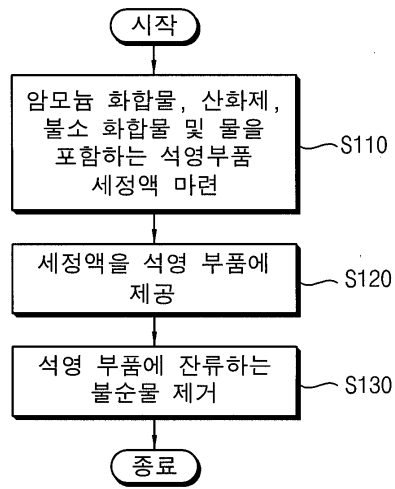 시작
암모늄 화합물, 산화제,
불소 화합물 및 물을
포함하는 석영부품
세정액 마련
S110
세정액을 석영 부품에
제공
S120
석영 부품에 잔류하는
불순물 제거
S130
종료